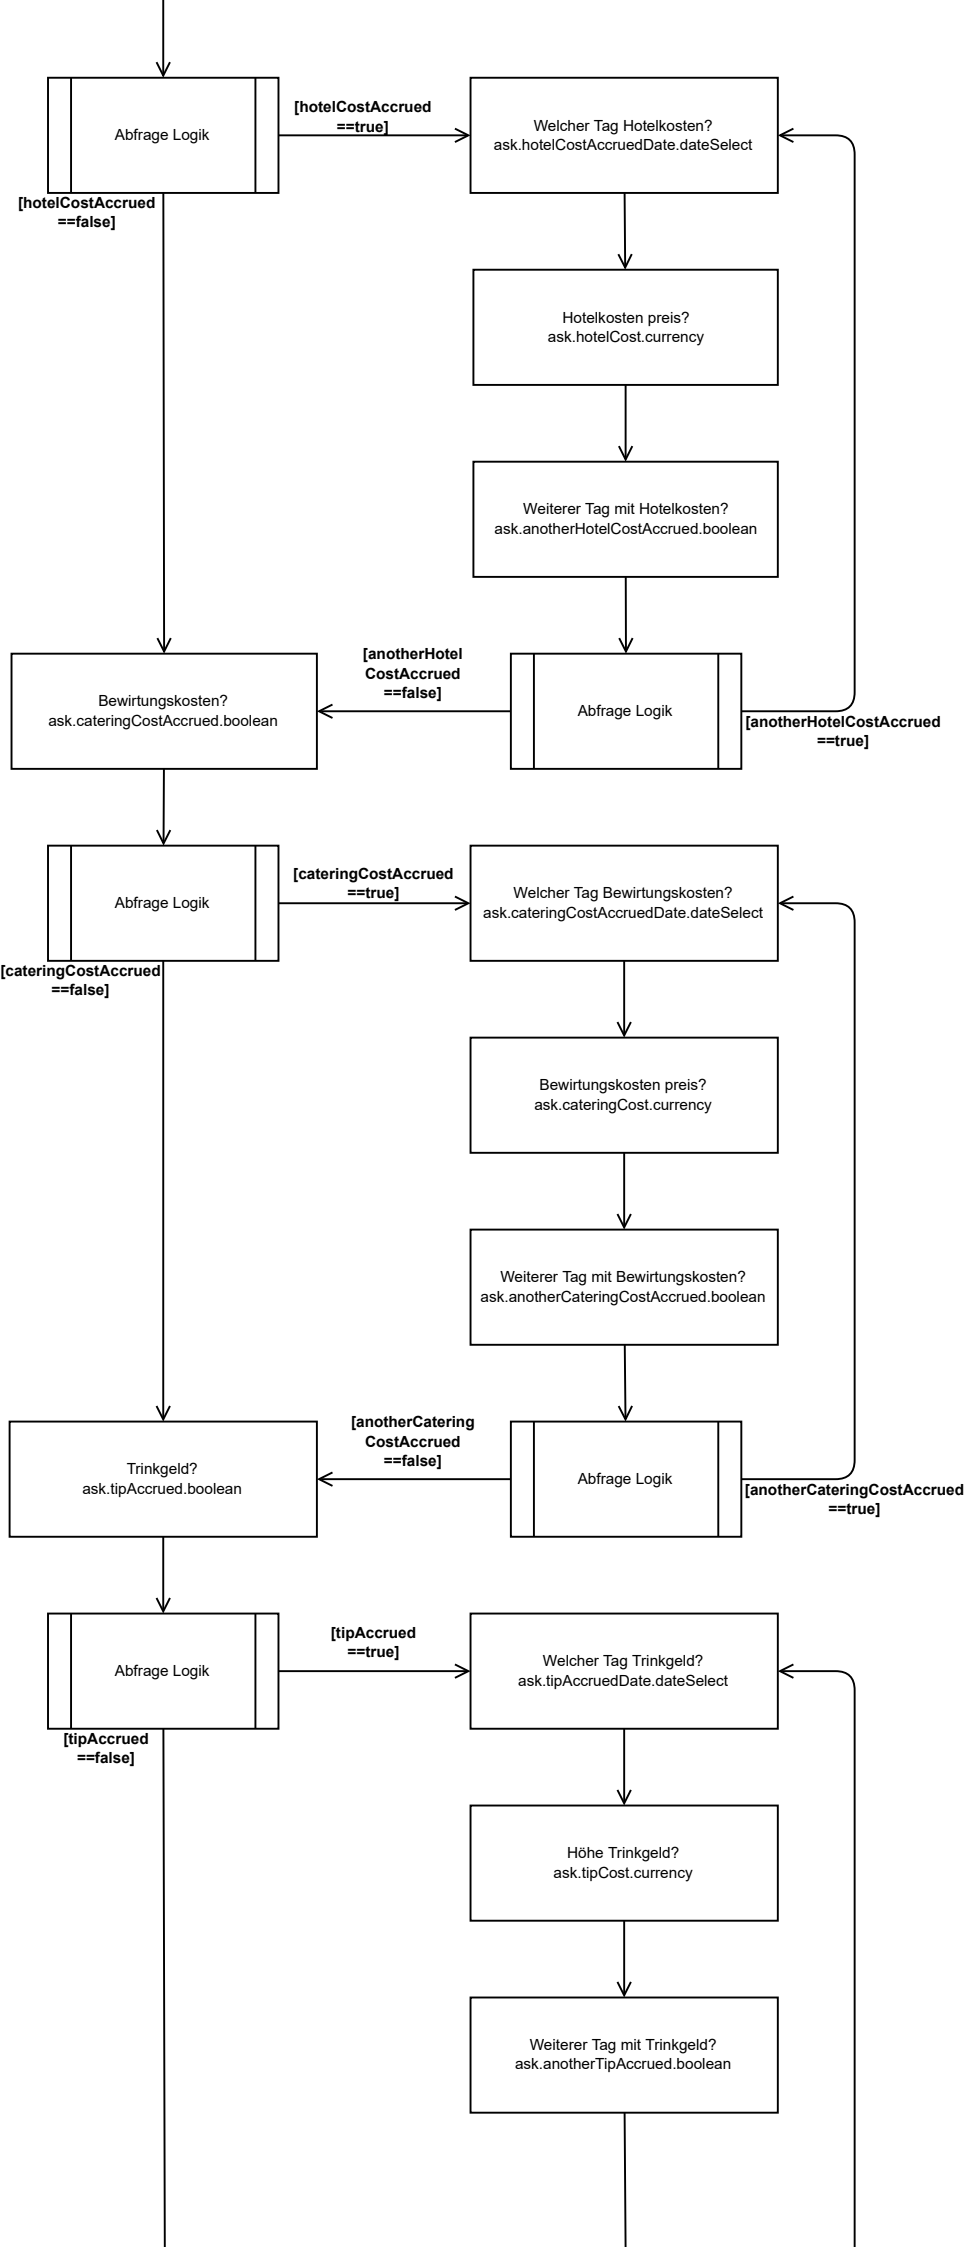 [hotelCostAccrued
==true]
Abfrage Logik
Welcher Tag Hotelkosten?
ask.hotelCostAccruedDate.dateSelect
[hotelCostAccrued
==false]
Hotelkosten preis?
ask.hotelCost.currency
Weiterer Tag mit Hotelkosten?
ask.anotherHotelCostAccrued.boolean
[anotherHotel
CostAccrued
==false]
Bewirtungskosten?
ask.cateringCostAccrued.boolean
Abfrage Logik
[anotherHotelCostAccrued
==true]
[cateringCostAccrued
==true]
Abfrage Logik
Welcher Tag Bewirtungskosten?
ask.cateringCostAccruedDate.dateSelect
[cateringCostAccrued
==false]
Bewirtungskosten preis?
ask.cateringCost.currency
Weiterer Tag mit Bewirtungskosten?
ask.anotherCateringCostAccrued.boolean
[anotherCatering
CostAccrued
==false]
Trinkgeld?
ask.tipAccrued.boolean
Abfrage Logik
[anotherCateringCostAccrued
==true]
[tipAccrued
==true]
Abfrage Logik
Welcher Tag Trinkgeld?
ask.tipAccruedDate.dateSelect
[tipAccrued
==false]
Höhe Trinkgeld?
ask.tipCost.currency
Weiterer Tag mit Trinkgeld?
ask.anotherTipAccrued.boolean